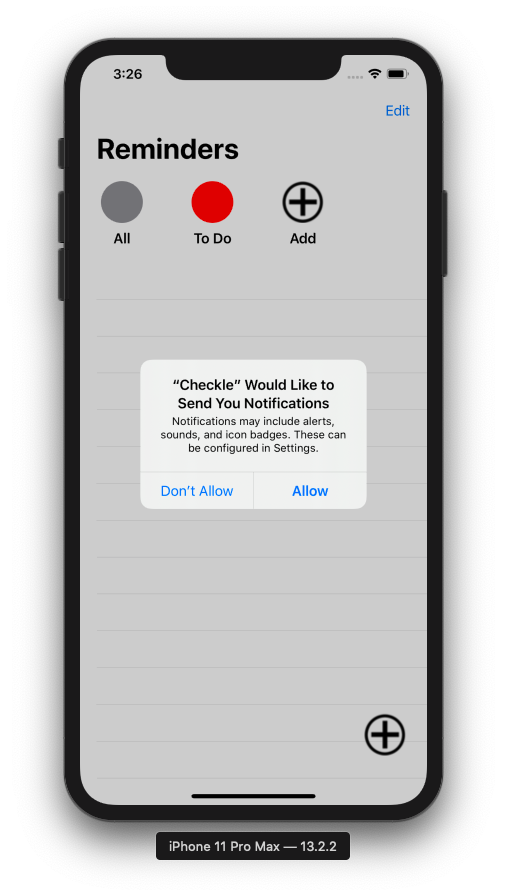 3:26
Edit
Reminders
All
To Do
Add
“Checkle” Would Like to
Send You Notifications
Notifications may include alerts,
sounds, and icon badges. These can
be configured in Settings.
Don’t Allow
Allow
iPhone 11 Pro Max — 13.2.2